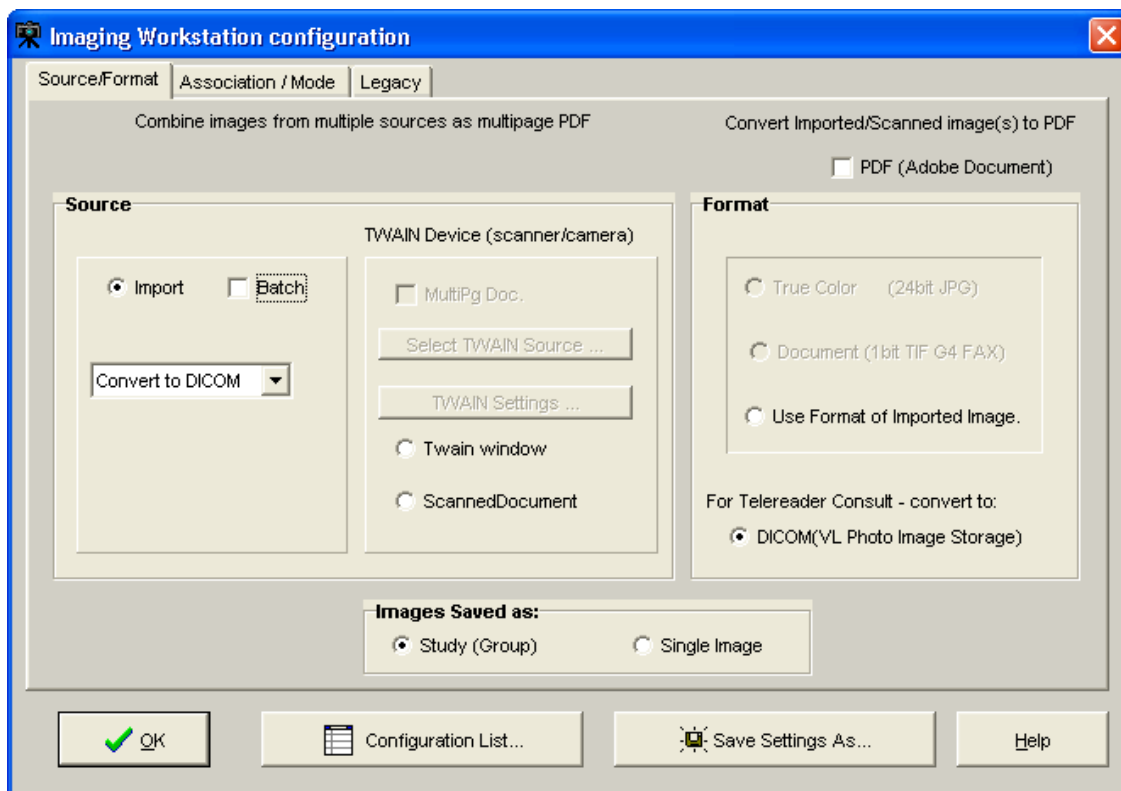 Imaging Workstation configuration
Source/Format Association / Mode Legacy
Combine images from multiple sources as multipage PDF
Convert Imported/Scanned image(s) to PDF
PDF (Adobe Document)
Source
TWAIN Device (scanner/camera)
Import Batch
Convert to DICOM
MultiPg Doc.
Select TWAIN Source ...
TWAIN Settings ...
Twain window
ScannedDocument
Format
True Color (24bit JPG)
Document (1bit TIF G4 FAX)
Use Format of Imported Image.
For Telereader Consult - convert to:
DICOM(VL Photo Image Storage)
Images Saved as:
Study (Group) Single Image
OK Configuration List... Save Settings As... Help